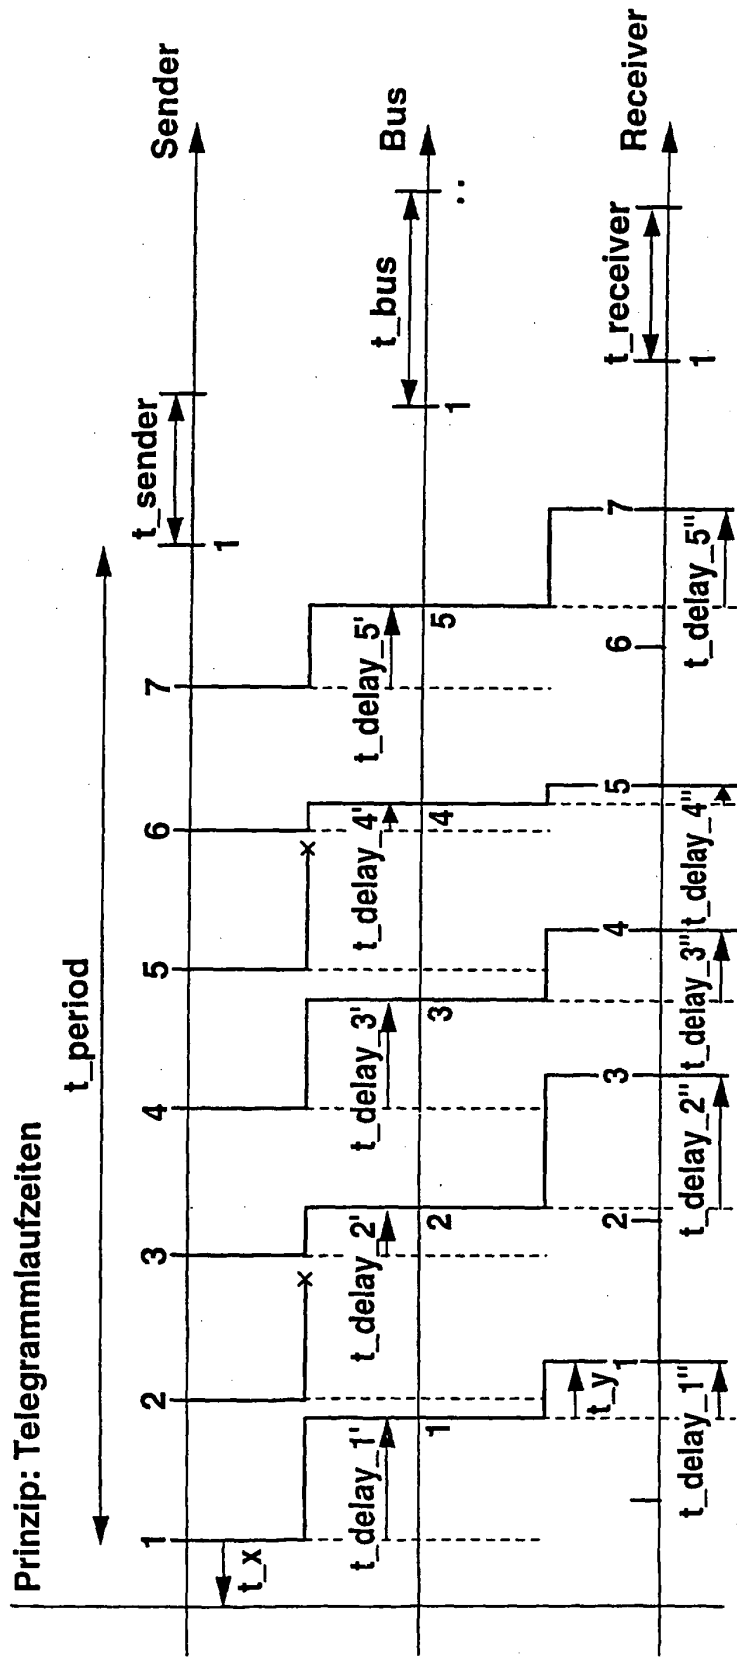 Prinzip: Telegrammlaufzeiten
t_period
1 2 3 4 5 6 7
t_sender
1
Sender
t_x
× ×
t_delay_1' t_delay_2' t_delay_3' t_delay_4' t_delay_5'
t_bus
Bus
1 2 3 4 5 1 ..
t_y
1 2 3 4 5 6 7
t_receiver
1
Receiver
t_delay_1" t_delay_2" t_delay_3" t_delay_4" t_delay_5"